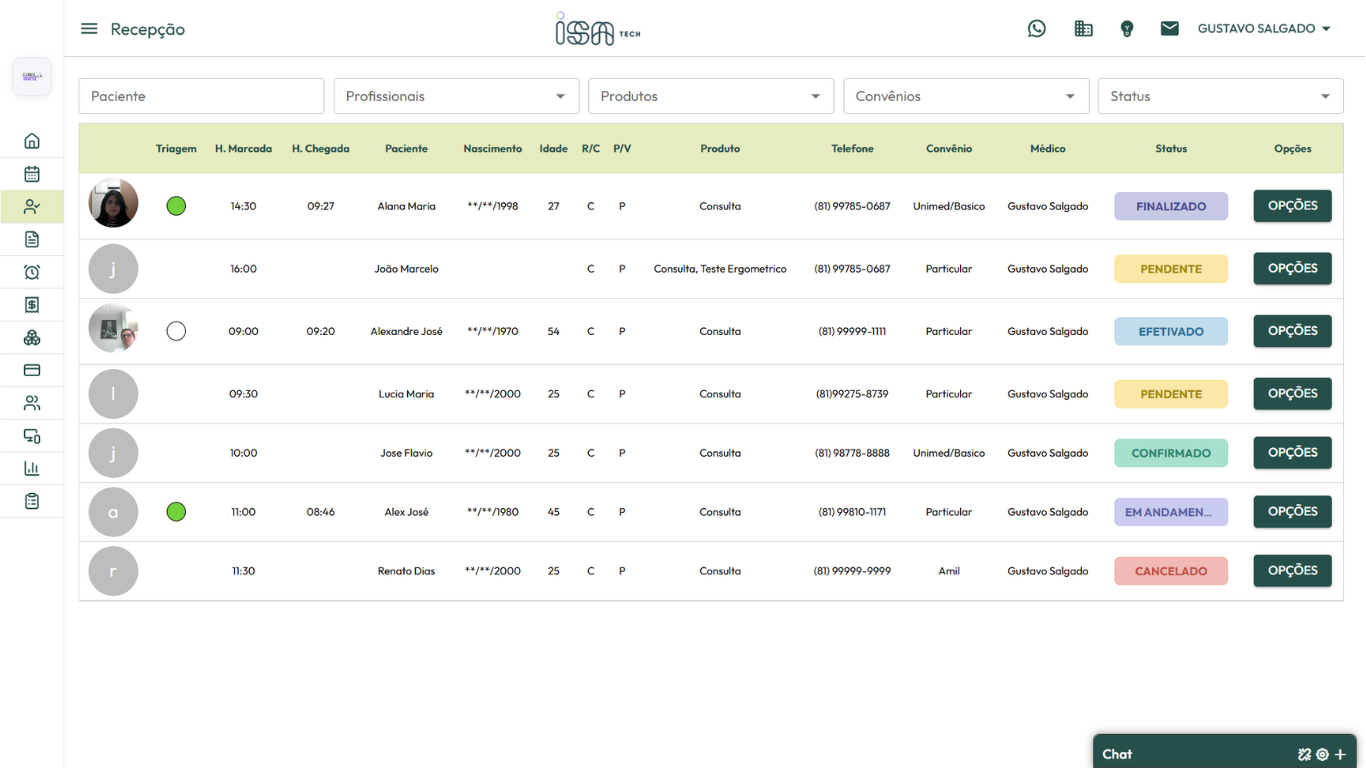 Recepção
isa TECH
GUSTAVO SALGADO
Paciente Profissionais Produtos Convênios Status
Triagem H. Marcada H. Chegada Paciente Nascimento Idade R/C P/V Produto Telefone Convênio Médico Status Opções
14:30 09:27 Alana Maria **/**/1998 27 C P Consulta (81) 99785-0687 Unimed/Basico Gustavo Salgado FINALIZADO OPÇÕES
j 16:00 João Marcelo C P Consulta, Teste Ergometrico (81) 99785-0687 Particular Gustavo Salgado PENDENTE OPÇÕES
09:00 09:20 Alexandre José **/**/1970 54 C P Consulta (81) 99999-1111 Particular Gustavo Salgado EFETIVADO OPÇÕES
l 09:30 Lucia Maria **/**/2000 25 C P Consulta (81)99275-8739 Particular Gustavo Salgado PENDENTE OPÇÕES
j 10:00 Jose Flavio **/**/2000 25 C P Consulta (81) 98778-8888 Unimed/Basico Gustavo Salgado CONFIRMADO OPÇÕES
a 11:00 08:46 Alex José **/**/1980 45 C P Consulta (81) 99810-1171 Particular Gustavo Salgado EM ANDAMEN... OPÇÕES
r 11:30 Renato Dias **/**/2000 25 C P Consulta (81) 99999-9999 Amil Gustavo Salgado CANCELADO OPÇÕES
Chat